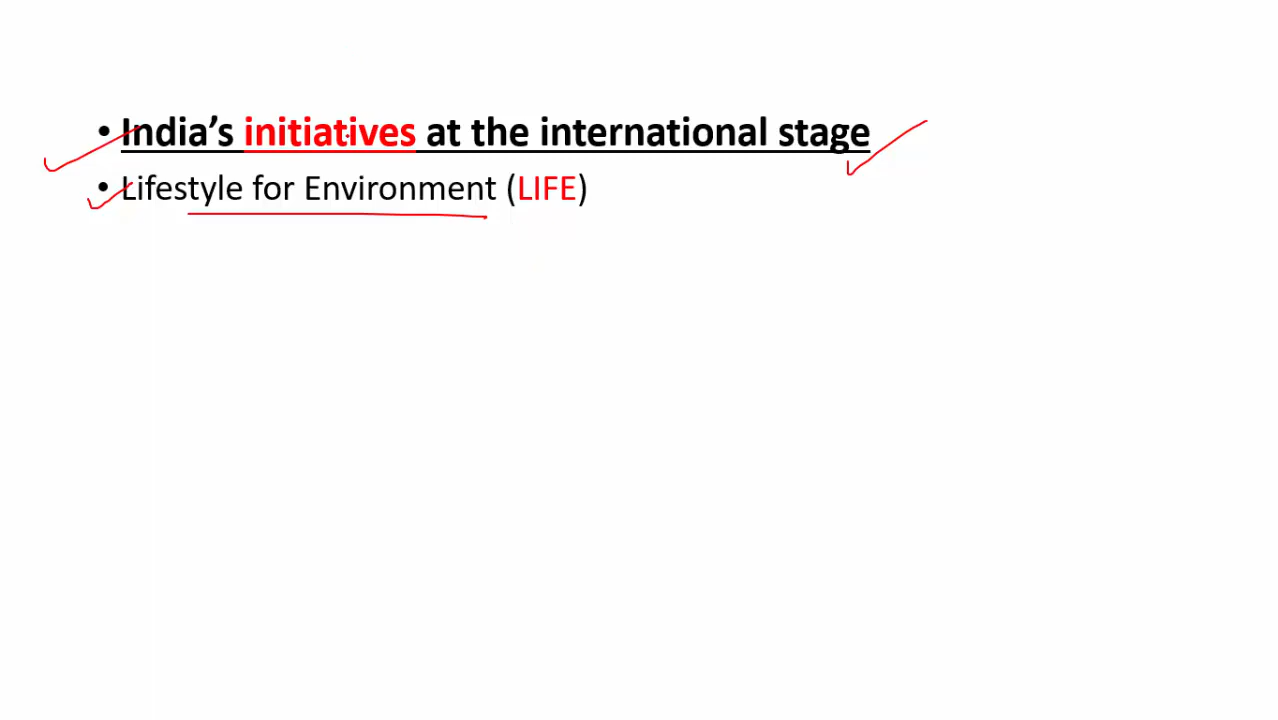 • India’s initiatives at the international stage
• Lifestyle for Environment (LIFE)